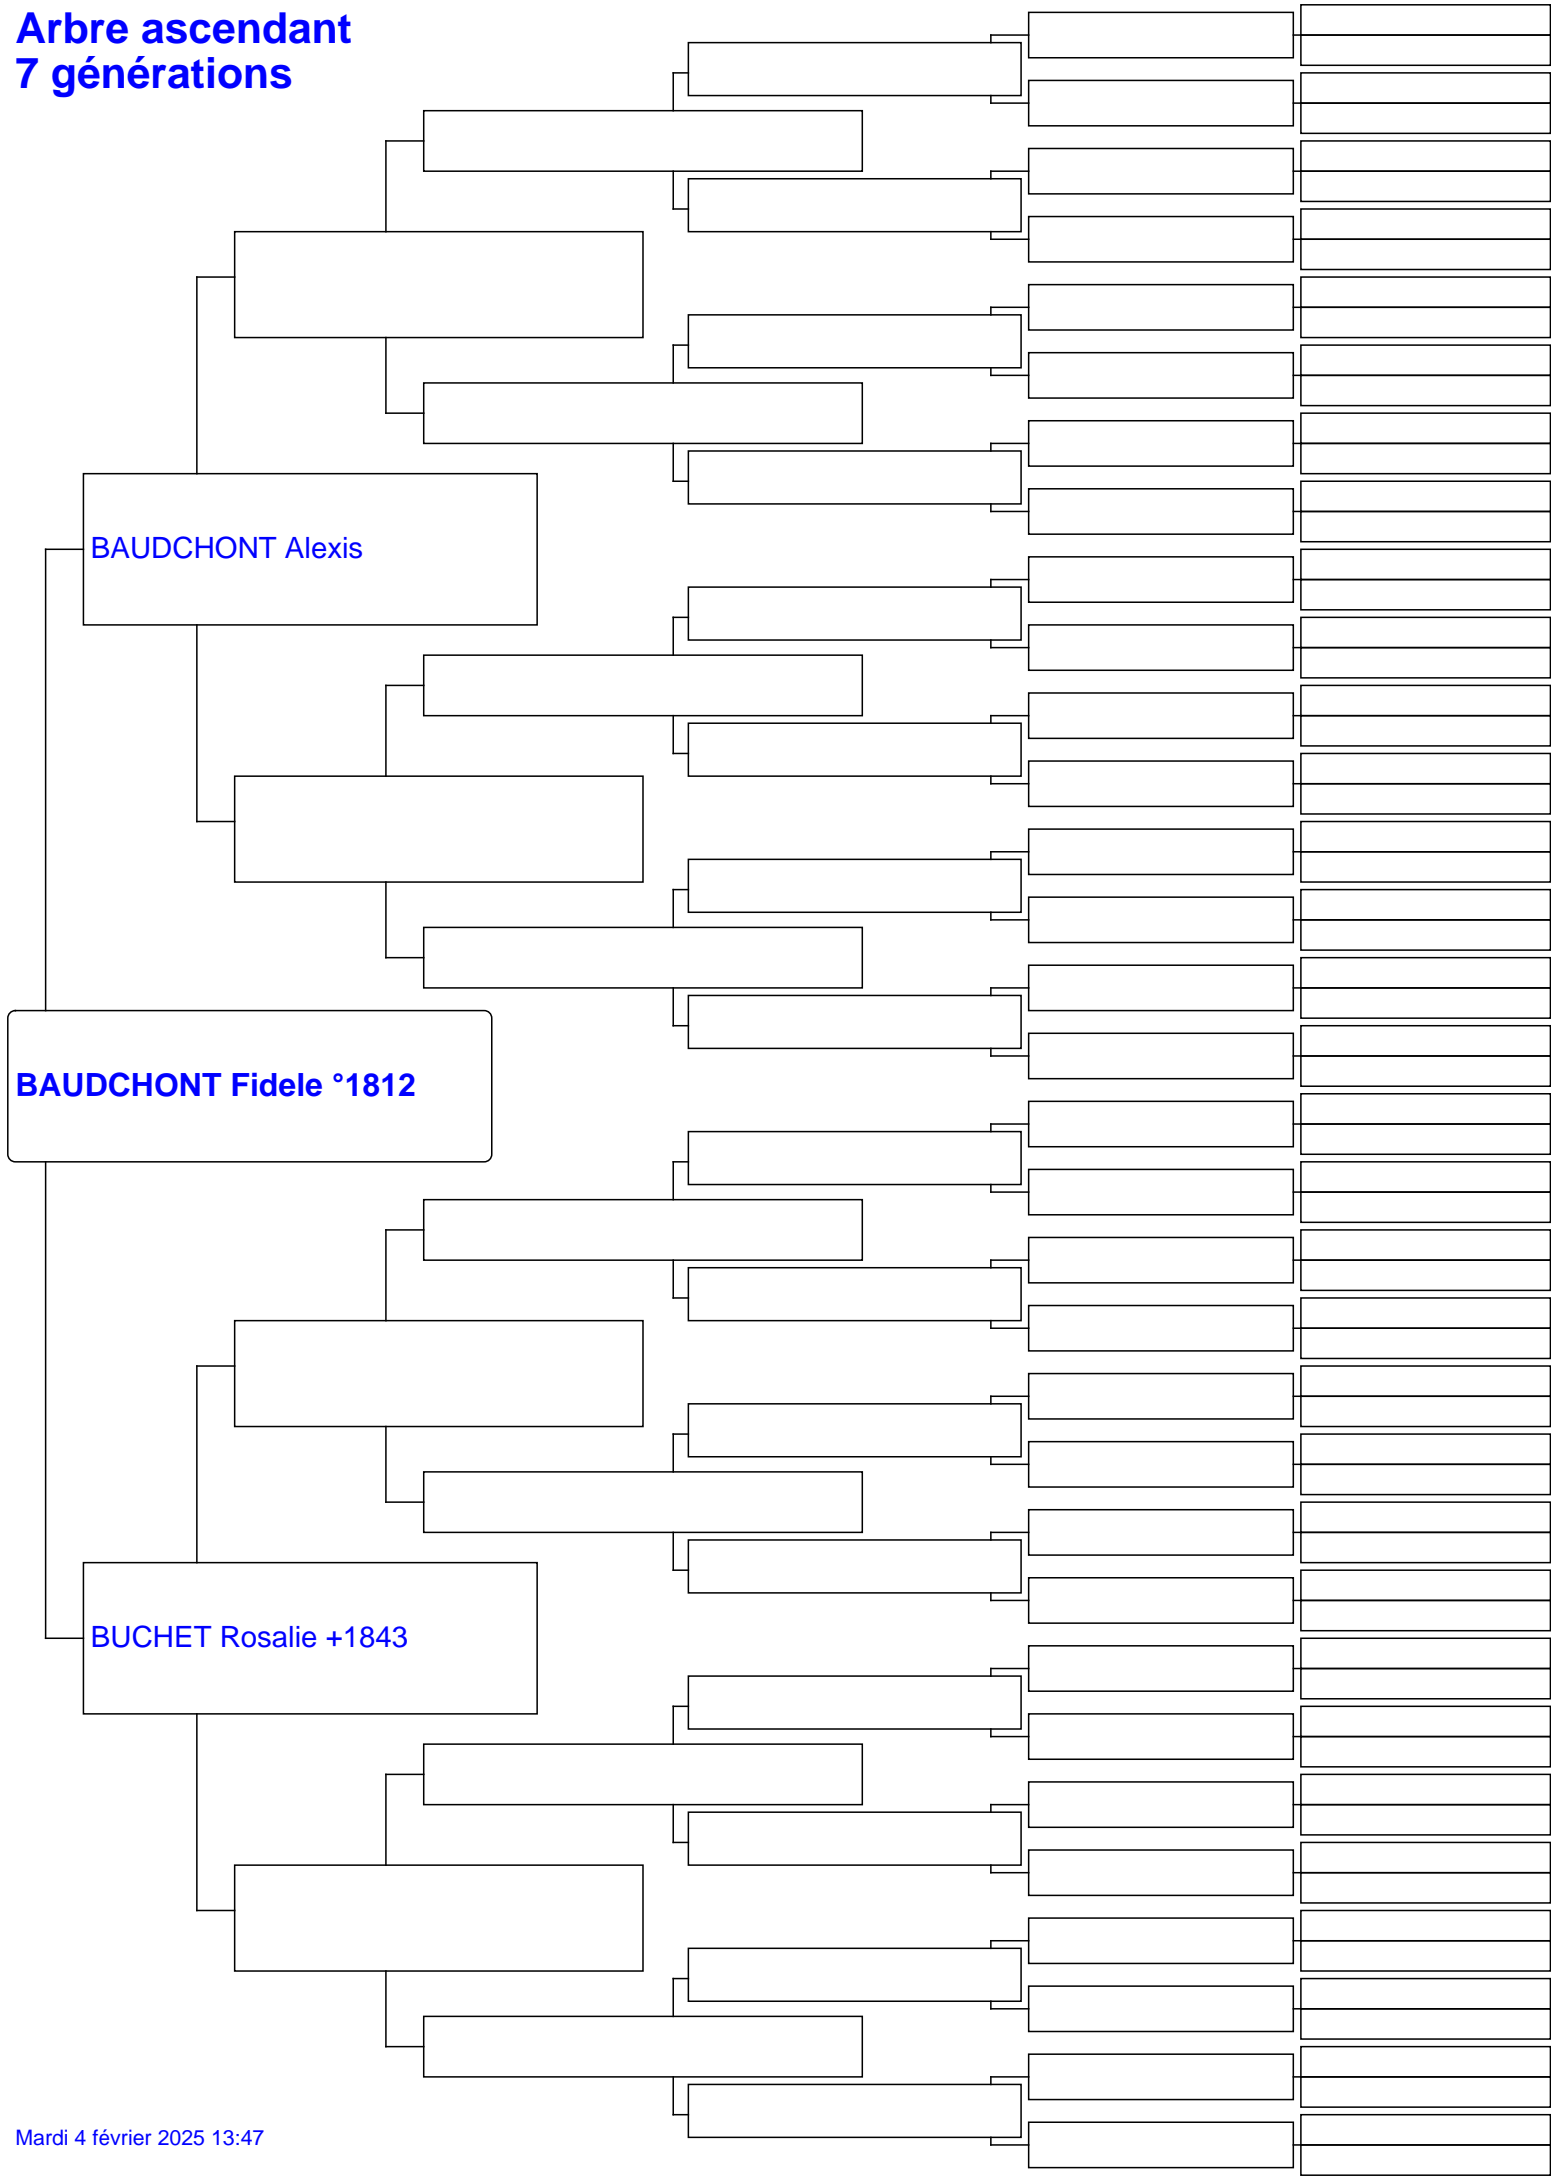 Arbre ascendant
7 générations
BAUDCHONT Alexis
BAUDCHONT Fidele °1812
BUCHET Rosalie +1843
Mardi 4 février 2025 13:47